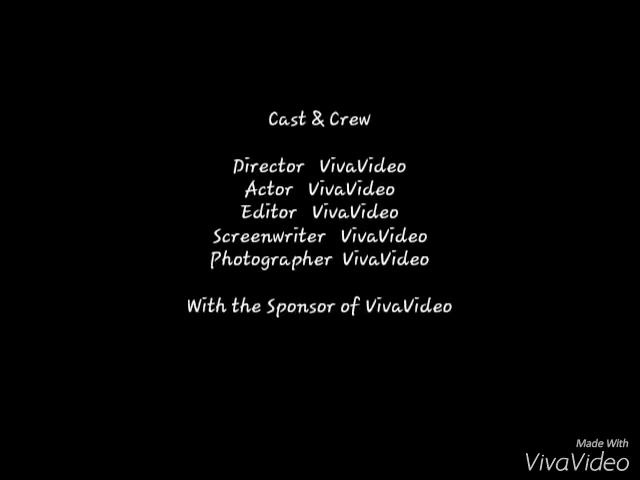 Cast & Crew
Director VivaVideo
Actor VivaVideo
Editor VivaVideo
Screenwriter VivaVideo
Photographer VivaVideo
With the Sponsor of VivaVideo
Made With
VivaVideo